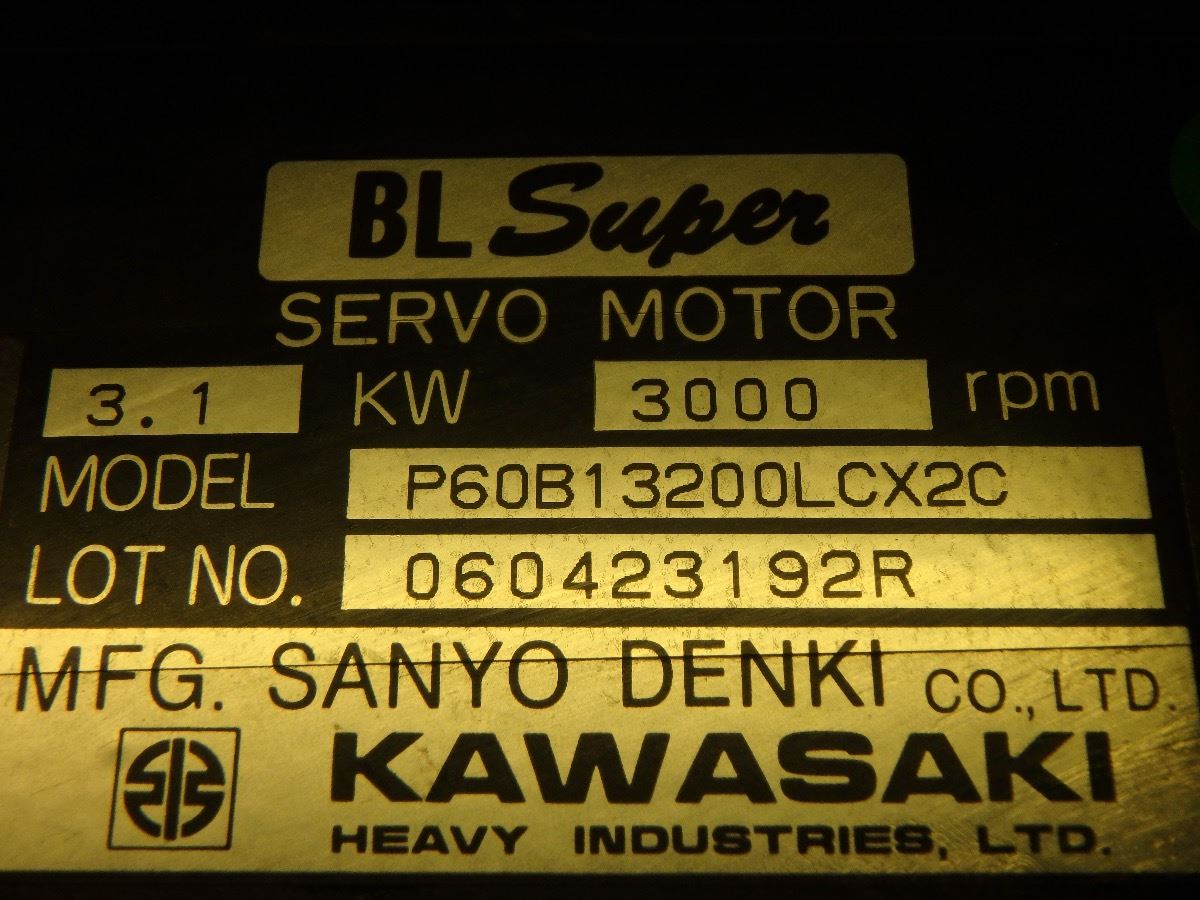 BL Super
SERVO MOTOR
3.1 KW 3000 rpm
MODEL P60B13200LCX2C
LOT NO. 060423192R
MFG. SANYO DENKI CO., LTD.
KAWASAKI
HEAVY INDUSTRIES, LTD.